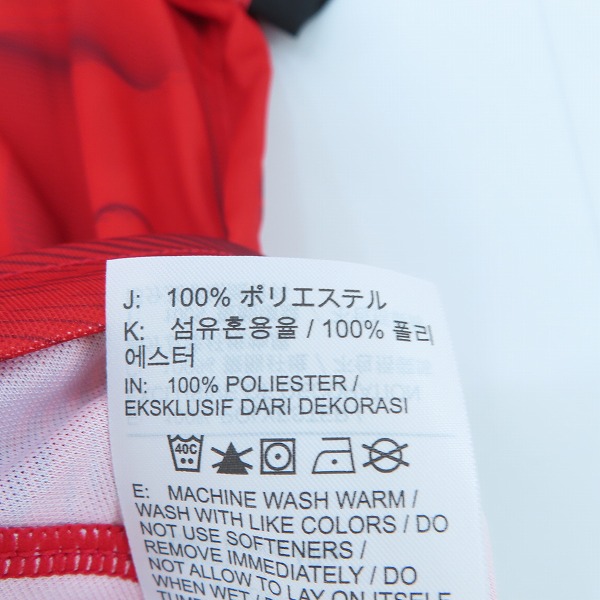 J: 100% ポリエステル
K: 섬유혼용율 / 100% 폴리
에스터
IN: 100% POLIESTER /
EKSKLUSIF DARI DEKORASI
40C
E: MACHINE WASH WARM /
WASH WITH LIKE COLORS / DO
NOT USE SOFTENERS /
REMOVE IMMEDIATELY / DO
NOT ALLOW TO LAY ON ITSELF
WHEN WET /